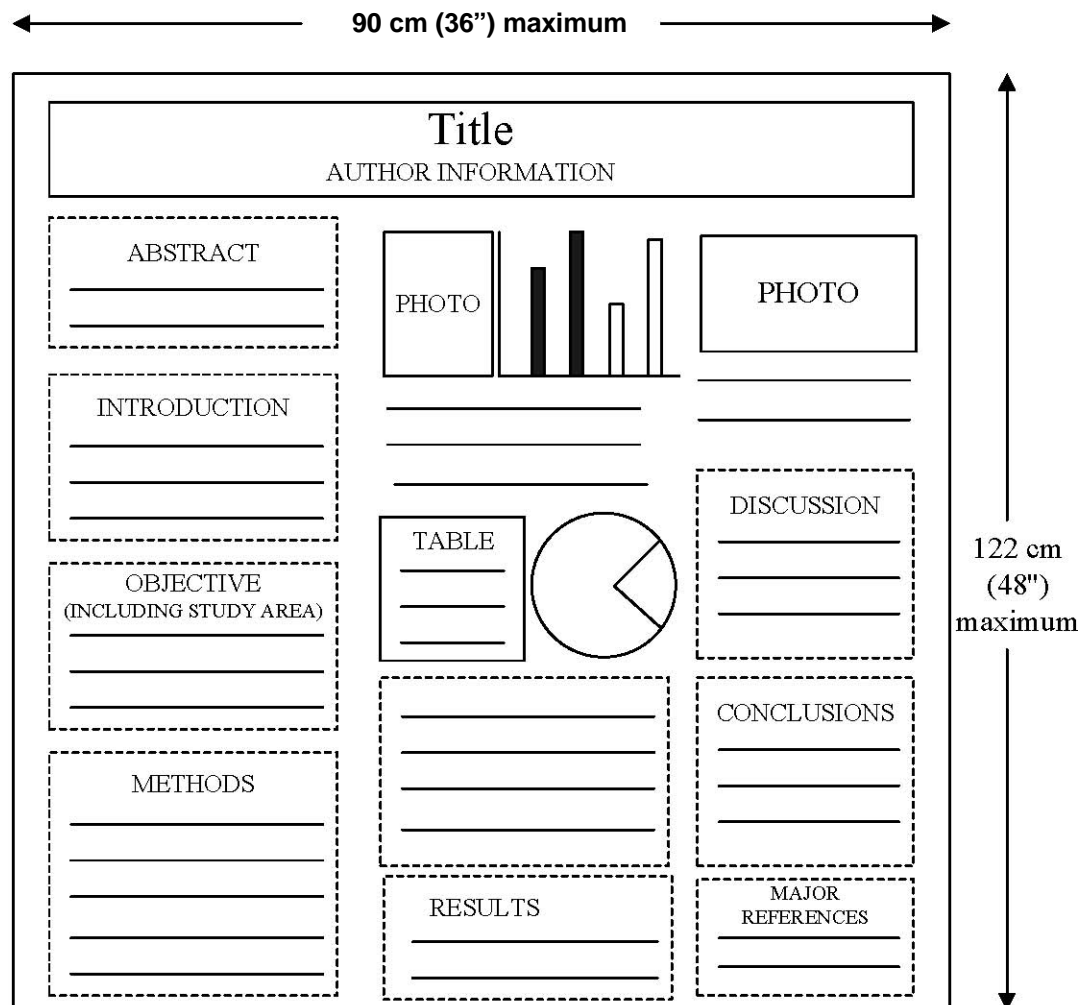 90 cm (36”) maximum
Title
AUTHOR INFORMATION
ABSTRACT
INTRODUCTION
OBJECTIVE
(INCLUDING STUDY AREA)
METHODS
PHOTO
TABLE
RESULTS
PHOTO
DISCUSSION
CONCLUSIONS
MAJOR
REFERENCES
122 cm
(48")
maximum